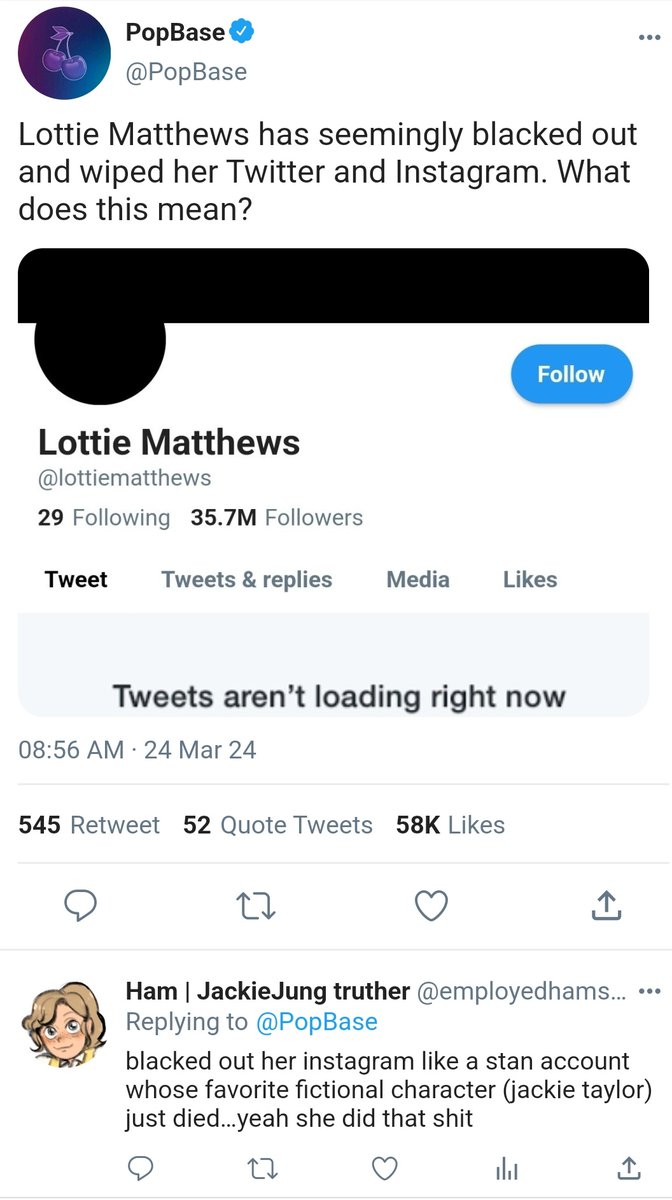 PopBase
@PopBase
Lottie Matthews has seemingly blacked out
and wiped her Twitter and Instagram. What
does this mean?
Follow
Lottie Matthews
@lottiematthews
29 Following 35.7M Followers
Tweet Tweets & replies Media Likes
Tweets aren't loading right now
08:56 AM · 24 Mar 24
545 Retweet 52 Quote Tweets 58K Likes
Ham | JackieJung truther @employedhams...
Replying to @PopBase
blacked out her instagram like a stan account
whose favorite fictional character (jackie taylor)
just died...yeah she did that shit